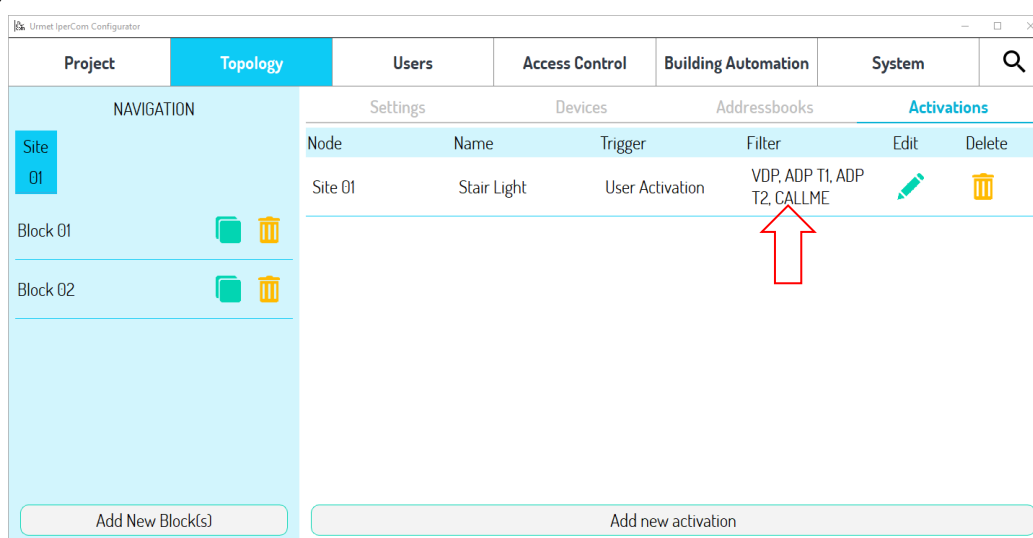 Urmet IperCom Configurator
Project Topology Users Access Control Building Automation System
NAVIGATION
Settings Devices Addressbooks Activations
Site
01
Node Name Trigger Filter Edit Delete
Site 01 Stair Light User Activation VDP, ADP T1, ADP
T2, CALLME
Block 01
Block 02
Add New Block(s) Add new activation